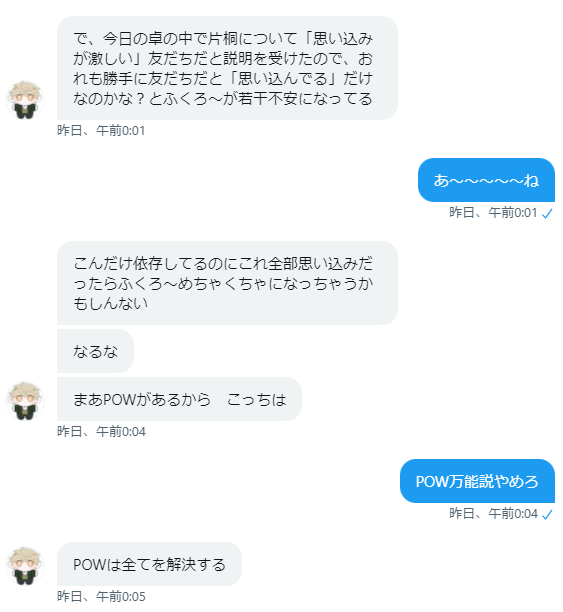 で、今日の卓の中で片桐について「思い込み
が激しい」友だちだと説明を受けたので、お
れも勝手に友だちだと「思い込んでる」だけ
なのかな？とふくろ〜が若干不安になってる
昨日、午前0:01
あ〜〜〜〜〜ね
昨日、午前0:01
こんだけ依存してるのにこれ全部思い込みだ
ったらふくろ〜めちゃくちゃになっちゃうか
もしんない
なるな
まあPOWがあるから　こっちは
昨日、午前0:04
POW万能説やめろ
昨日、午前0:04
POWは全てを解決する
昨日、午前0:05